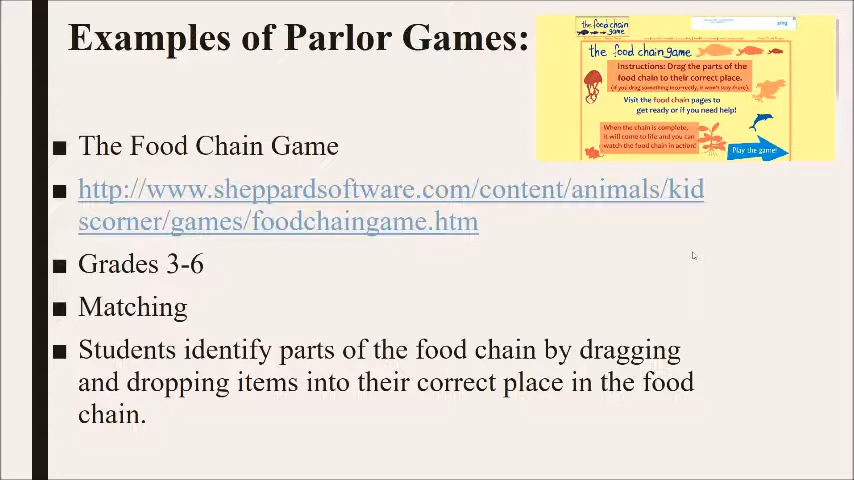 Examples of Parlor Games:
the food chain
game
the food chain game
Instructions: Drag the parts of the
food chain to their correct place.
(if you drag something incorrectly, it won't stay there).
Visit the food chain pages to
get ready or if you need help!
When the chain is complete,
it will come to life and you can
watch the food chain in action!
Play the game!
■ The Food Chain Game
■ http://www.sheppardsoftware.com/content/animals/kid
scorner/games/foodchaingame.htm
■ Grades 3-6
■ Matching
■ Students identify parts of the food chain by dragging
and dropping items into their correct place in the food
chain.